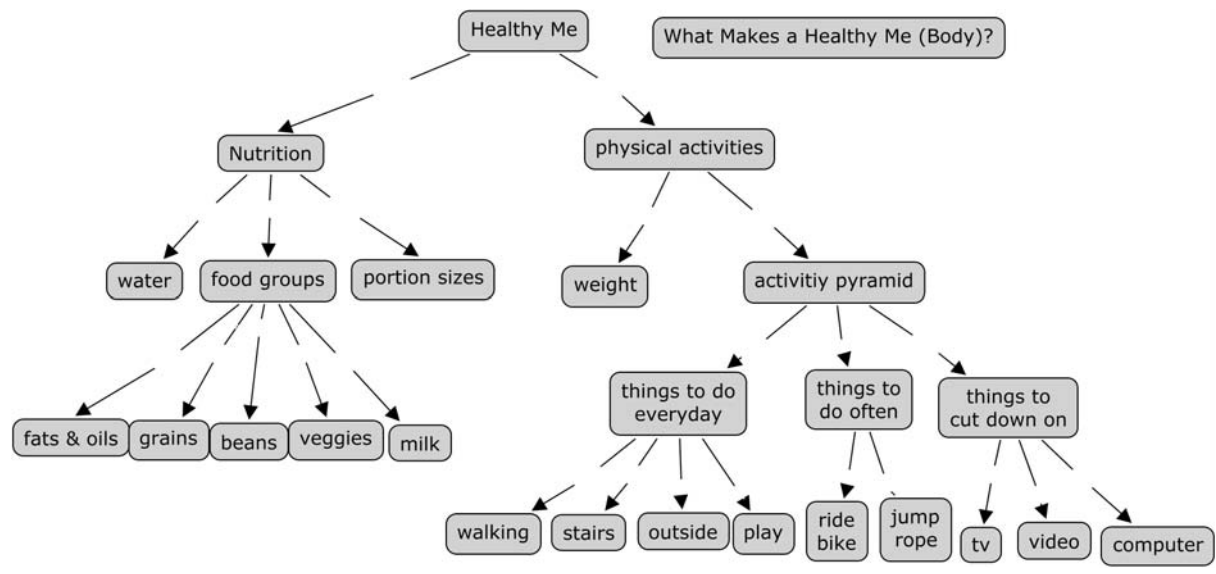 Healthy Me
What Makes a Healthy Me (Body)?
Nutrition
physical activities
water
food groups
portion sizes
weight
activitiy pyramid
things to do
everyday
things to
do often
things to
cut down on
fats & oils
grains
beans
veggies
milk
walking
stairs
outside
play
ride
bike
jump
rope
tv
video
computer